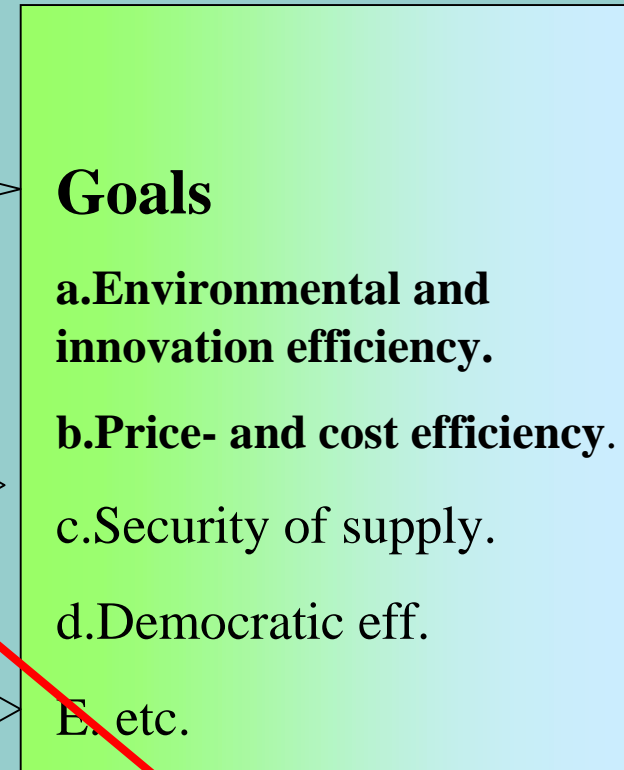 Goals
a.Environmental and
innovation efficiency.
b.Price- and cost efficiency.
c.Security of supply.
d.Democratic eff.
E. etc.